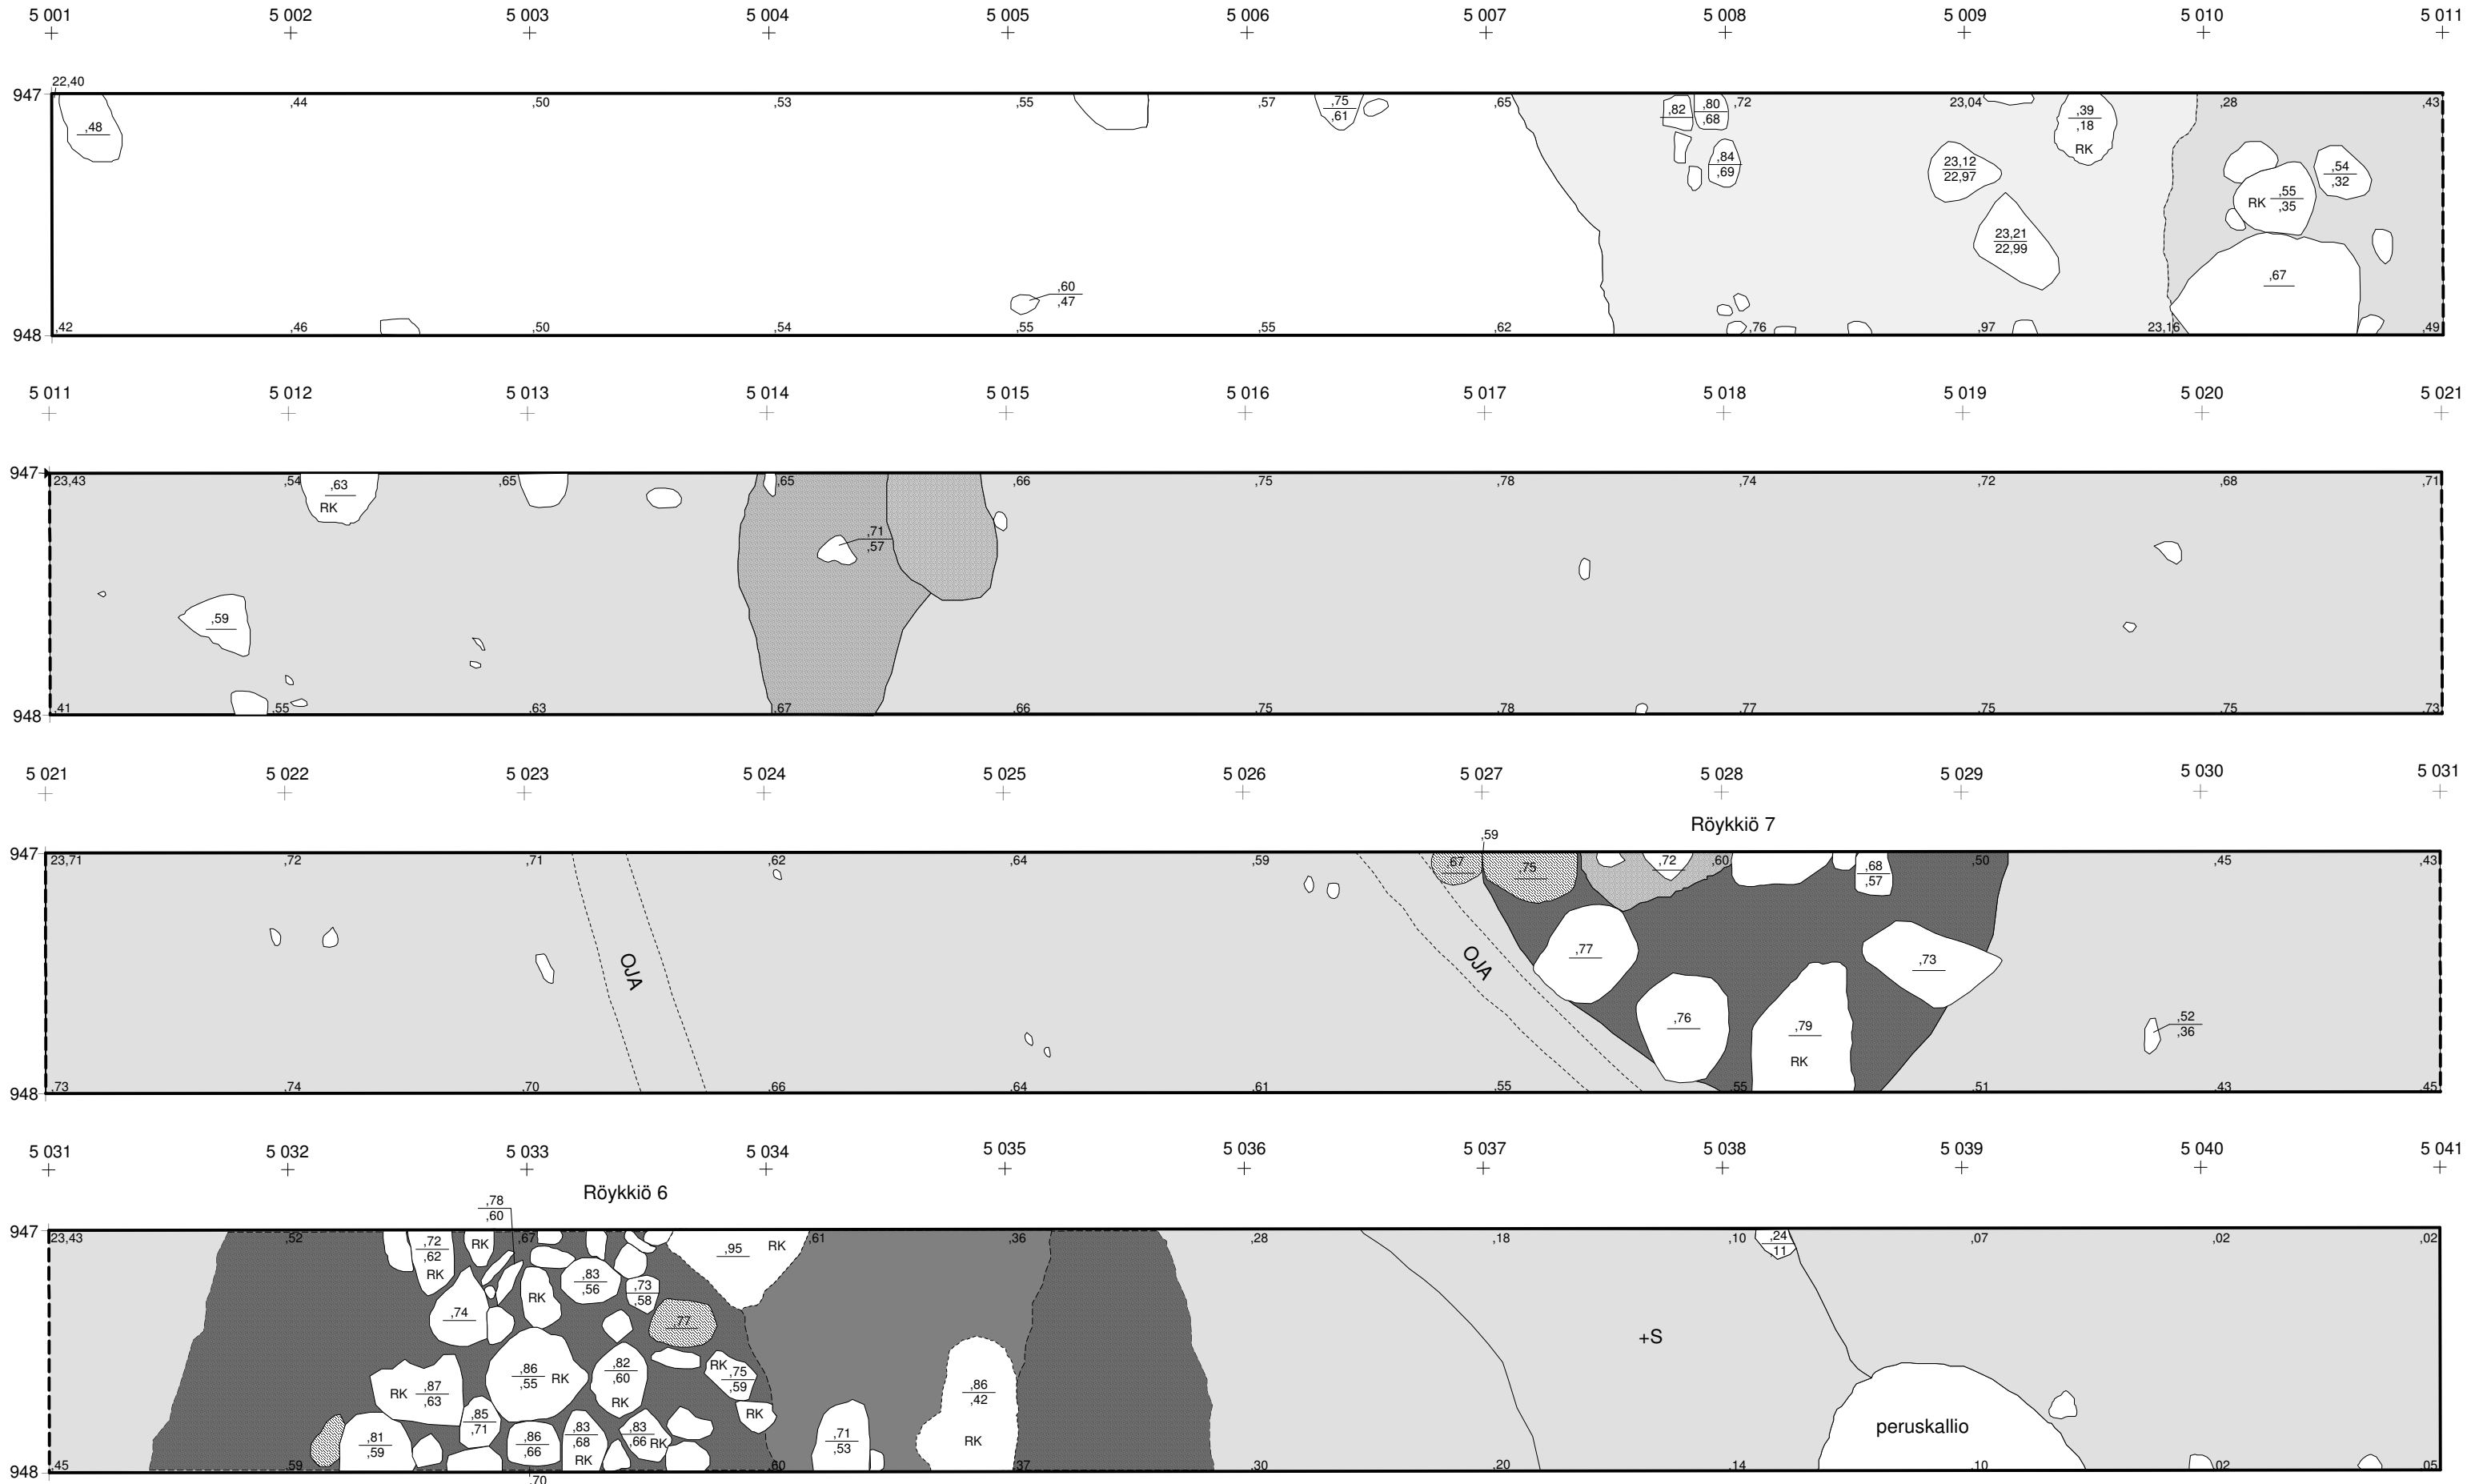 5 001 5 002 5 003 5 004 5 005 5 006 5 007 5 008 5 009 5 010 5 011
22,40
947 ,44 ,50 ,53 ,55 ,57 ,65 ,72 23,04 ,28 ,43
,48
,75
,61
,82
,80
,68
,84
,69
,39
,18
RK
23,12
22,97
,54
,32
RK ,55
,35
23,21
22,99
,67
,60
,47
948 ,42 ,46 ,50 ,54 ,55 ,55 ,62 ,76 ,97 23,16 ,49
5 011 5 012 5 013 5 014 5 015 5 016 5 017 5 018 5 019 5 020 5 021
947 23,43 ,54 ,65 ,65 ,66 ,75 ,78 ,74 ,72 ,68 ,71
,63
RK
,71
,57
,59
948 ,41 ,55 ,63 ,67 ,66 ,75 ,78 ,77 ,75 ,75 ,73
5 021 5 022 5 023 5 024 5 025 5 026 5 027 5 028 5 029 5 030 5 031
Röykkiö 7
,59
947 23,71 ,72 ,71 ,62 ,64 ,59 ,60 ,50 ,45 ,43
,67
,75
,72
,68
,57
OJA
OJA
,77
,73
,76
,79
RK
,52
,36
948 ,73 ,74 ,70 ,66 ,64 ,61 ,55 ,55 ,51 ,43 ,45
5 031 5 032 5 033 5 034 5 035 5 036 5 037 5 038 5 039 5 040 5 041
Röykkiö 6
,78
,60
947 23,43 ,52 ,67 ,61 ,36 ,28 ,18 ,10 ,07 ,02 ,02
,72
,62
RK
RK
,95 RK
,24
,11
,83
,56
,73
,58
RK
,74
,77
+S
,86
,55 RK
,82
,60
RK
RK ,75
,59
RK ,87
,63
,86
,42
RK
RK
,85
,71
,81
,59
,86
,66
,83
,68
RK
,83
,66 RK
,71
,53
peruskallio
948 ,45 ,59 ,70 ,60 ,37 ,30 ,20 ,14 ,10 ,02 ,05